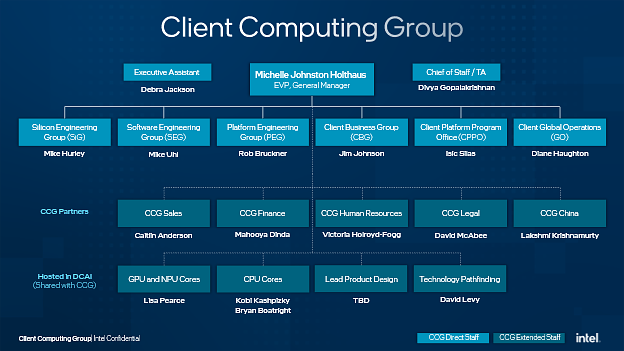 Client Computing Group
Executive Assistant
Debra Jackson
Michelle Johnston Holthaus
EVP, General Manager
Chief of Staff / TA
Divya Gopalakrishnan
Silicon Engineering
Group (SiG)
Mike Hurley
Software Engineering
Group (SEG)
Mike Uhl
Platform Engineering
Group (PEG)
Rob Bruckner
Client Business Group
(CBG)
Jim Johnson
Client Platform Program
Office (CPPO)
Isic Silas
Client Global Operations
(GO)
Diane Haughton
CCG Partners
CCG Sales
Caitlin Anderson
CCG Finance
Mahooya Dinda
CCG Human Resources
Victoria Holroyd-Fogg
CCG Legal
David McAbee
CCG China
Lakshmi Krishnamurty
Hosted in DCAI
(Shared with CCG)
GPU and NPU Cores
Lisa Pearce
CPU Cores
Kobi Kashpizky
Bryan Boatright
Lead Product Design
TBD
Technology Pathfinding
David Levy
Client Computing Group | Intel Confidential
CCG Direct Staff
CCG Extended Staff
intel.